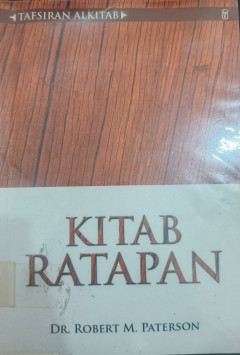 TAFSIRAN ALKITAB
KITAB
RATAPAN
DR. ROBERT M. PATERSON